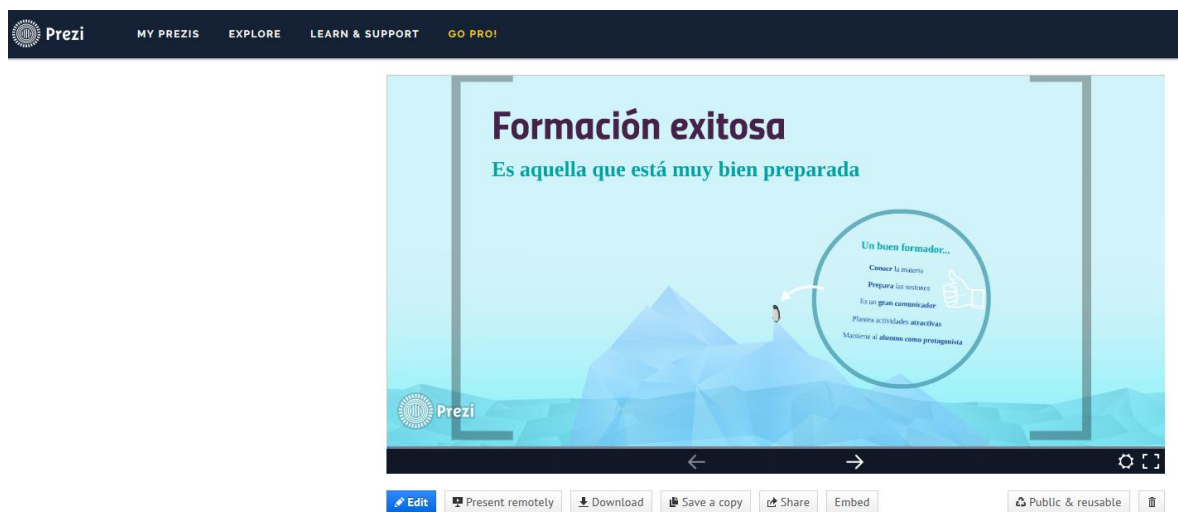 Prezi MY PREZIS EXPLORE LEARN & SUPPORT GO PRO!
Formación exitosa
Es aquella que está muy bien preparada
Un buen formador...
Conoce la materia
Prepara las sesiones
Es un gran comunicador
Plantea actividades atractivas
Mantiene al alumno como protagonista
Prezi
Edit Present remotely Download Save a copy Share Embed Public & reusable